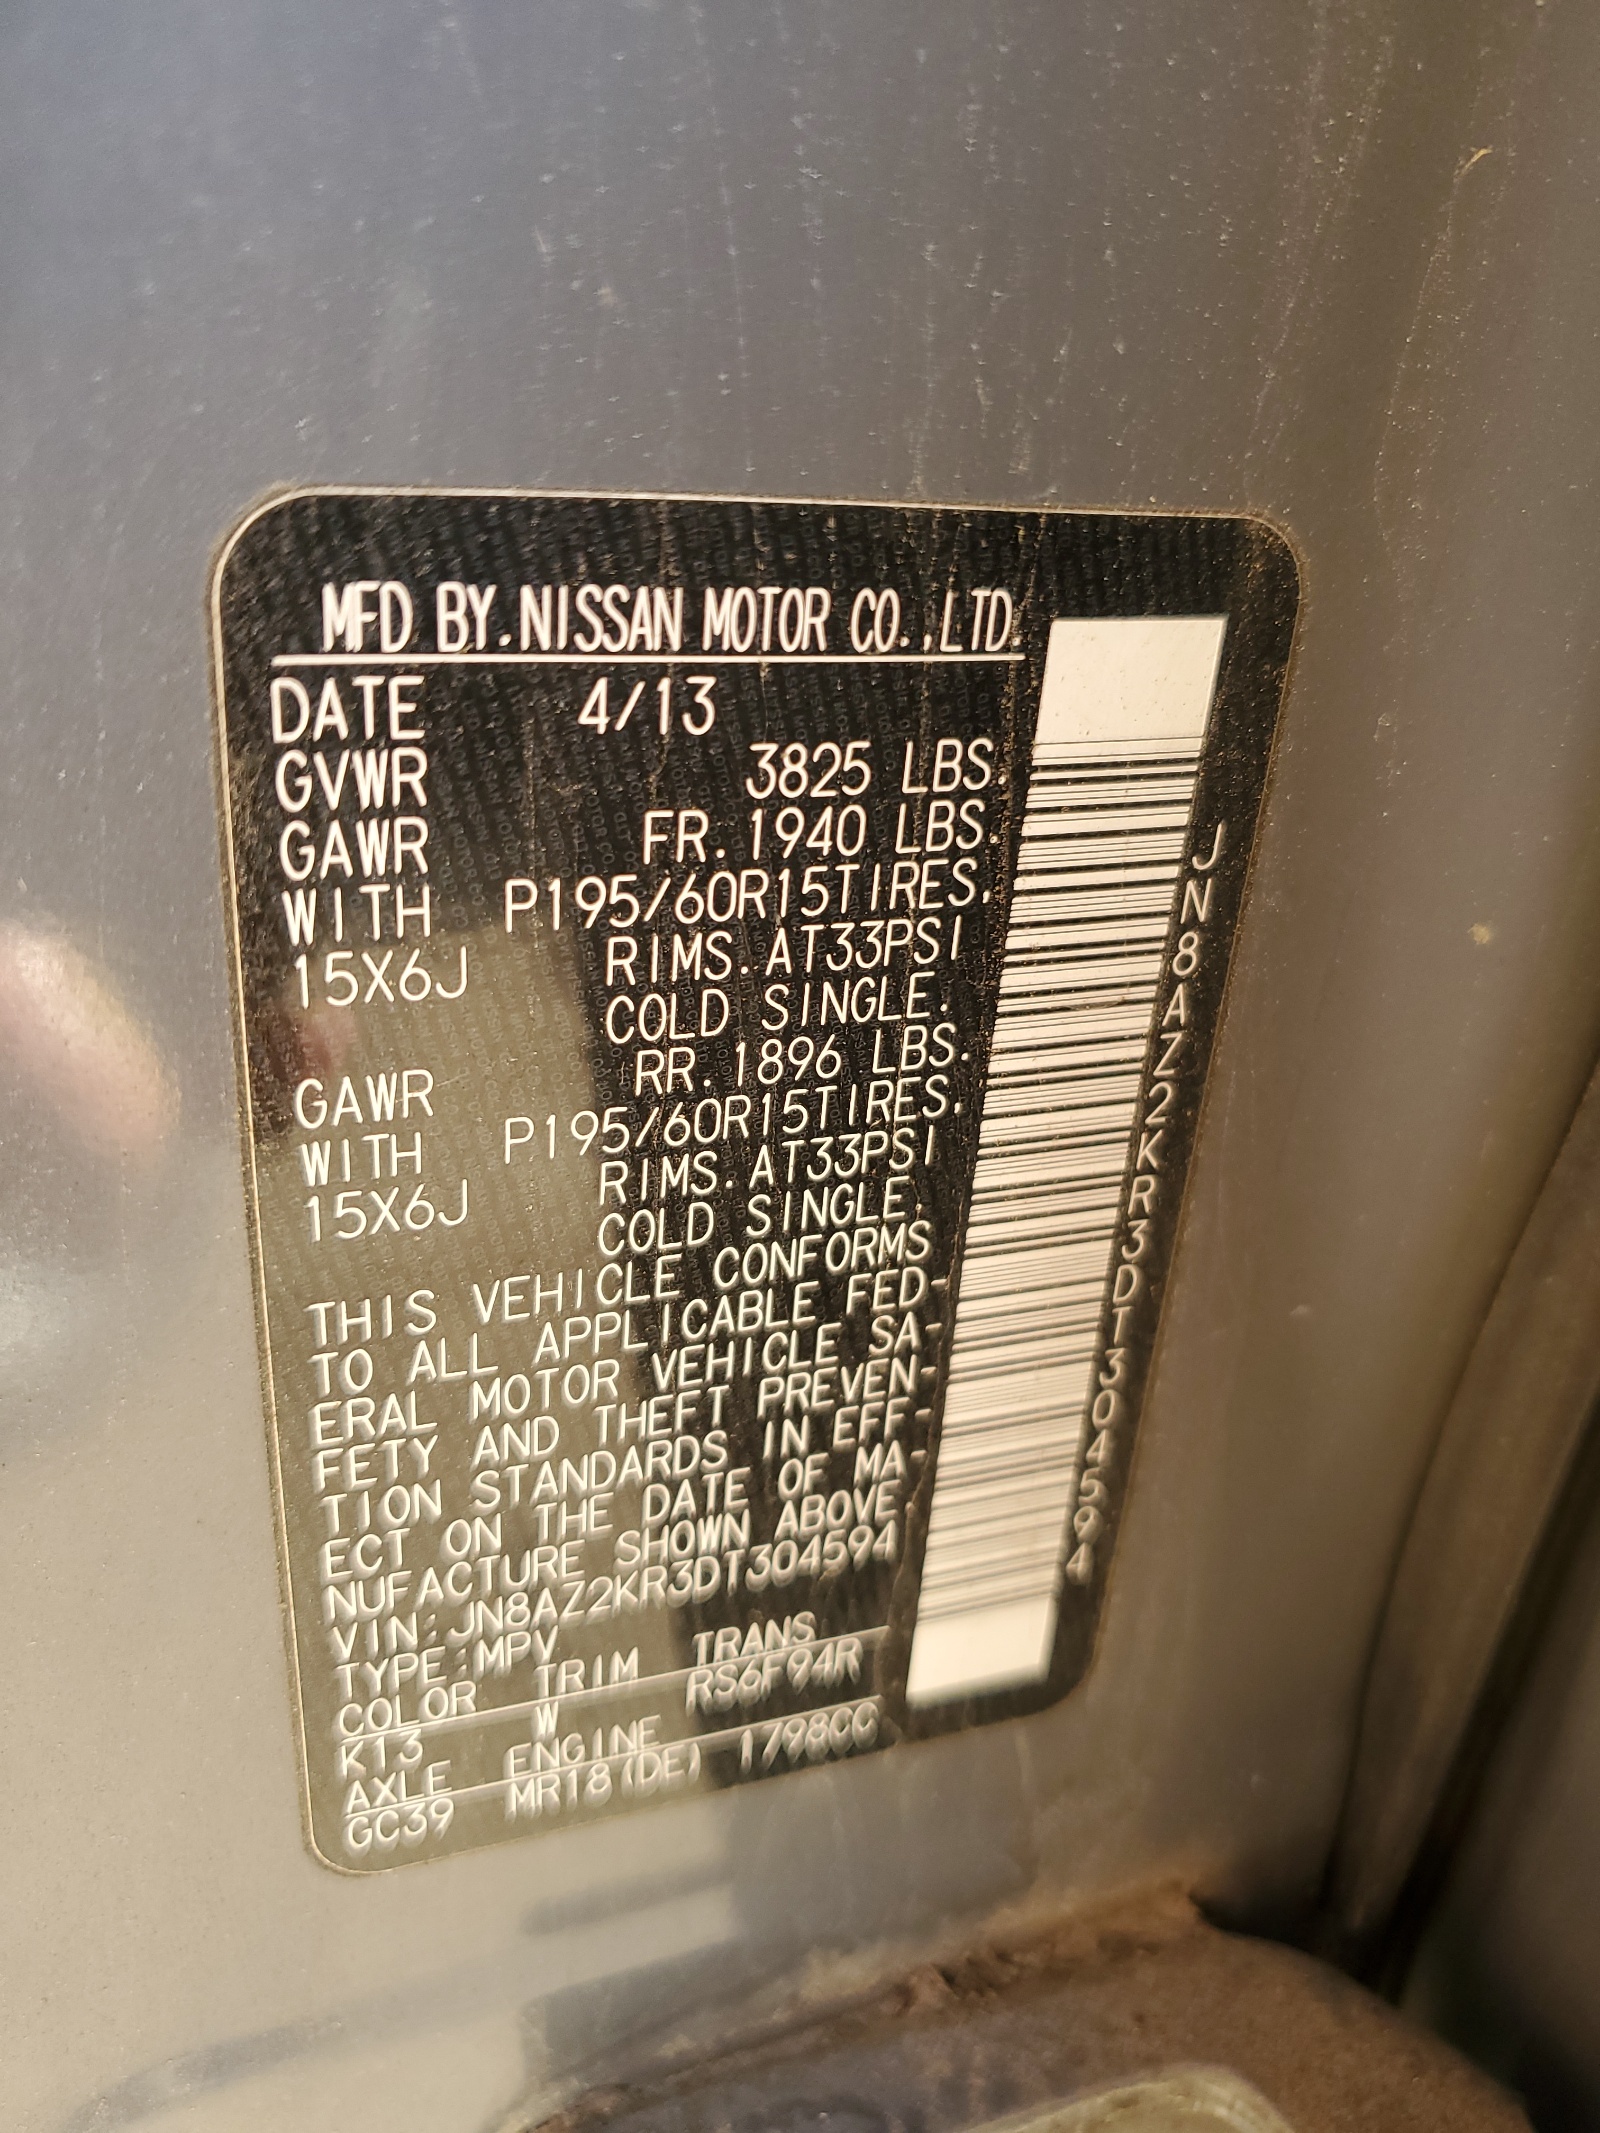 MFD BY.NISSAN MOTOR CO.,LTD.
DATE 4/13
GVWR 3825 LBS.
GAWR FR. 1940 LBS.
WITH P195/60R15TIRES.
15X6J RIMS. AT33PSI
COLD SINGLE.
GAWR RR. 1896 LBS.
WITH P195/60R15TIRES.
15X6J RIMS. AT33PSI
COLD SINGLE.
THIS VEHICLE CONFORMS
TO ALL APPLICABLE FED-
ERAL MOTOR VEHICLE SA-
FETY AND THEFT PREVEN-
TION STANDARDS IN EFF-
ECT ON THE DATE OF MA-
NUFACTURE SHOWN ABOVE
VIN:JN8AZ2KR3DT304594
TYPE:MPV
COLOR TRIM TRANS
K13 W RS6F94R
AXLE ENGINE
GC39 MR18(DE) 1798CC
JN8AZ2KR3DT304594